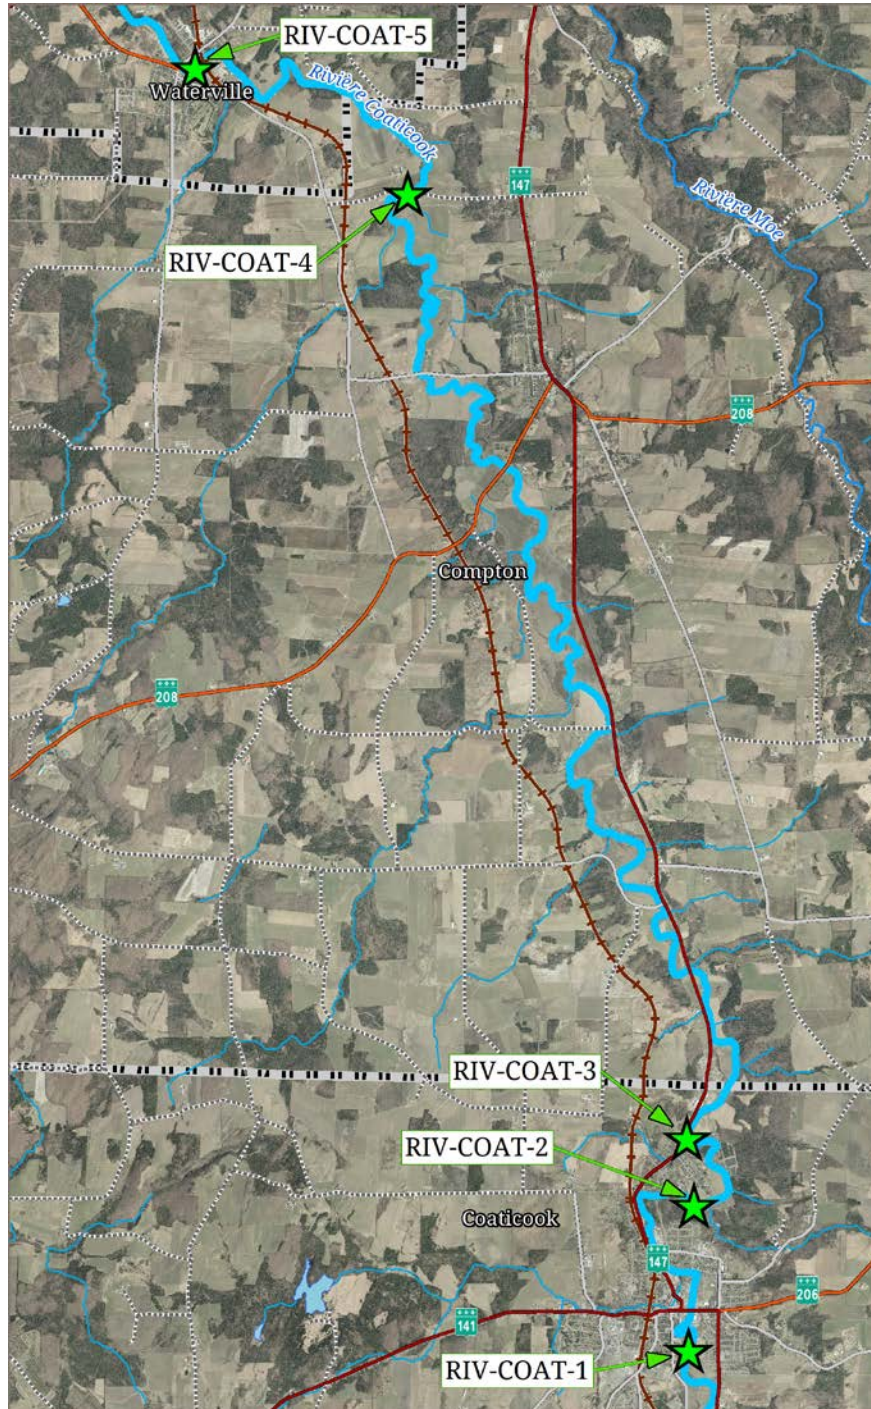 RIV-COAT-5
Waterville
Rivière Coaticook
147
Rivière Moe
RIV-COAT-4
208
Compton
208
RIV-COAT-3
RIV-COAT-2
Coaticook
147
206
141
RIV-COAT-1